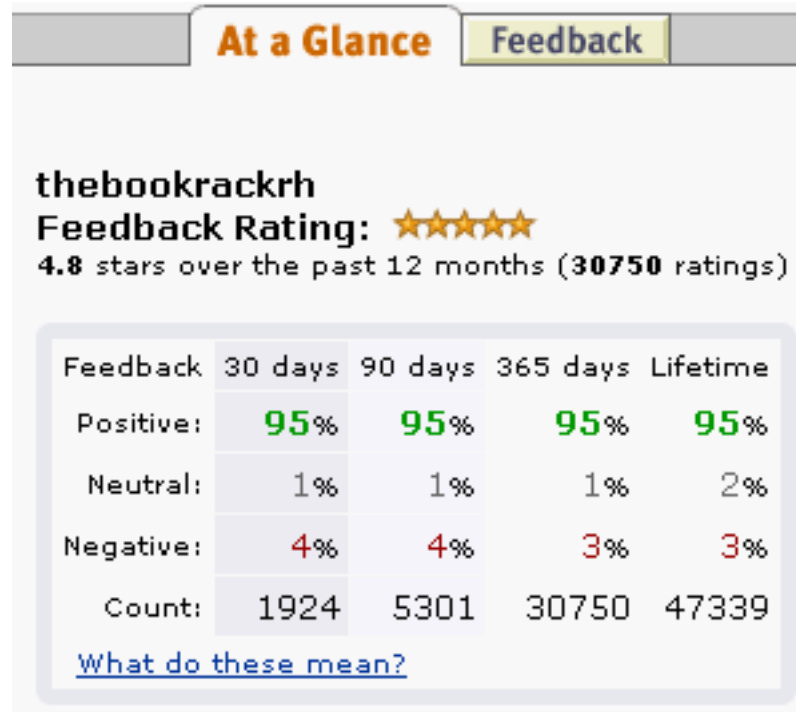 At a Glance Feedback
thebookrackrh
Feedback Rating:
4.8 stars over the past 12 months (30750 ratings)
Feedback 30 days 90 days 365 days Lifetime
Positive: 95% 95% 95% 95%
Neutral: 1% 1% 1% 2%
Negative: 4% 4% 3% 3%
Count: 1924 5301 30750 47339
What do these mean?